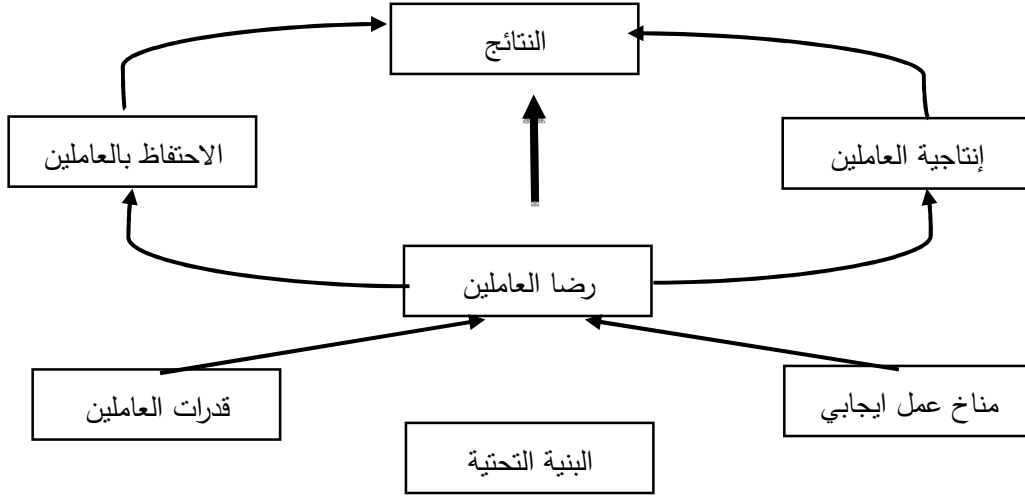 النتائج
إنتاجية العاملين
الاحتفاظ بالعاملين
رضا العاملين
مناخ عمل ايجابي
قدرات العاملين
البنية التحتية